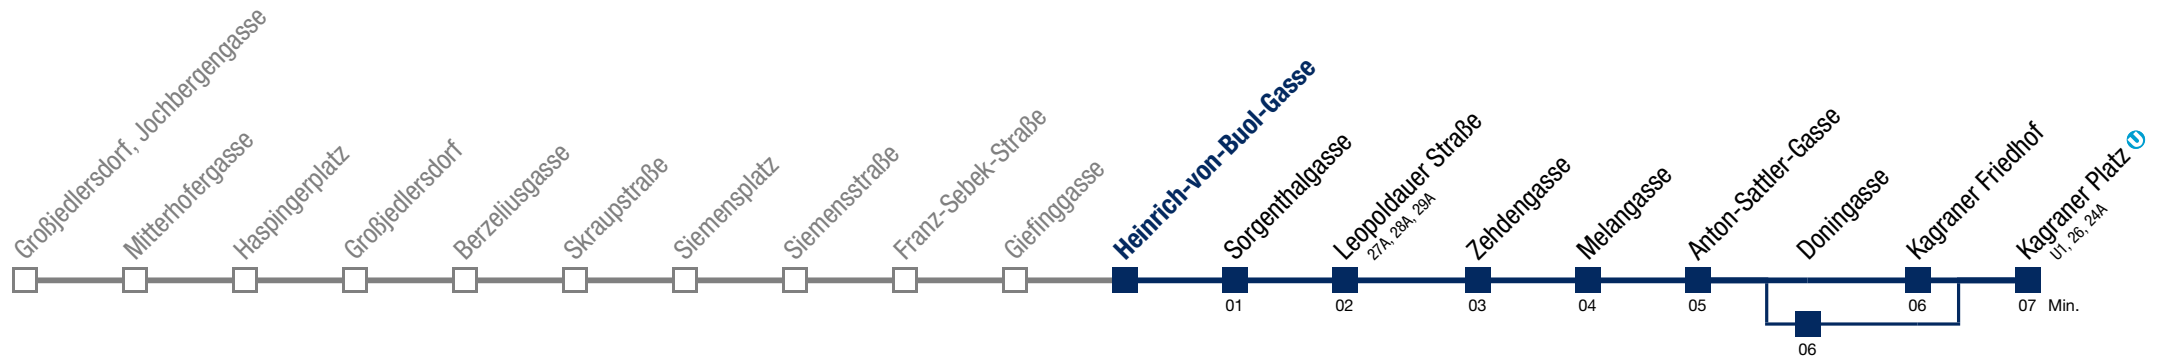 Großjedlersdorf, Jochbergengasse
Mitterhofergasse
Haspingerplatz
Großjedlersdorf
Berzeliusgasse
Skraupstraße
Siemensplatz
Siemensstraße
Franz-Sebek-Straße
Giefinggasse
Heinrich-von-Buol-Gasse
Sorgenthalgasse
Leopoldauer Straße
27A, 28A, 29A
Zehdengasse
Melangasse
Anton-Sattler-Gasse
Doningasse
Kagraner Friedhof
Kagraner Platz U
U1, 26, 24A
01 02 03 04 05 06 07 Min.
06